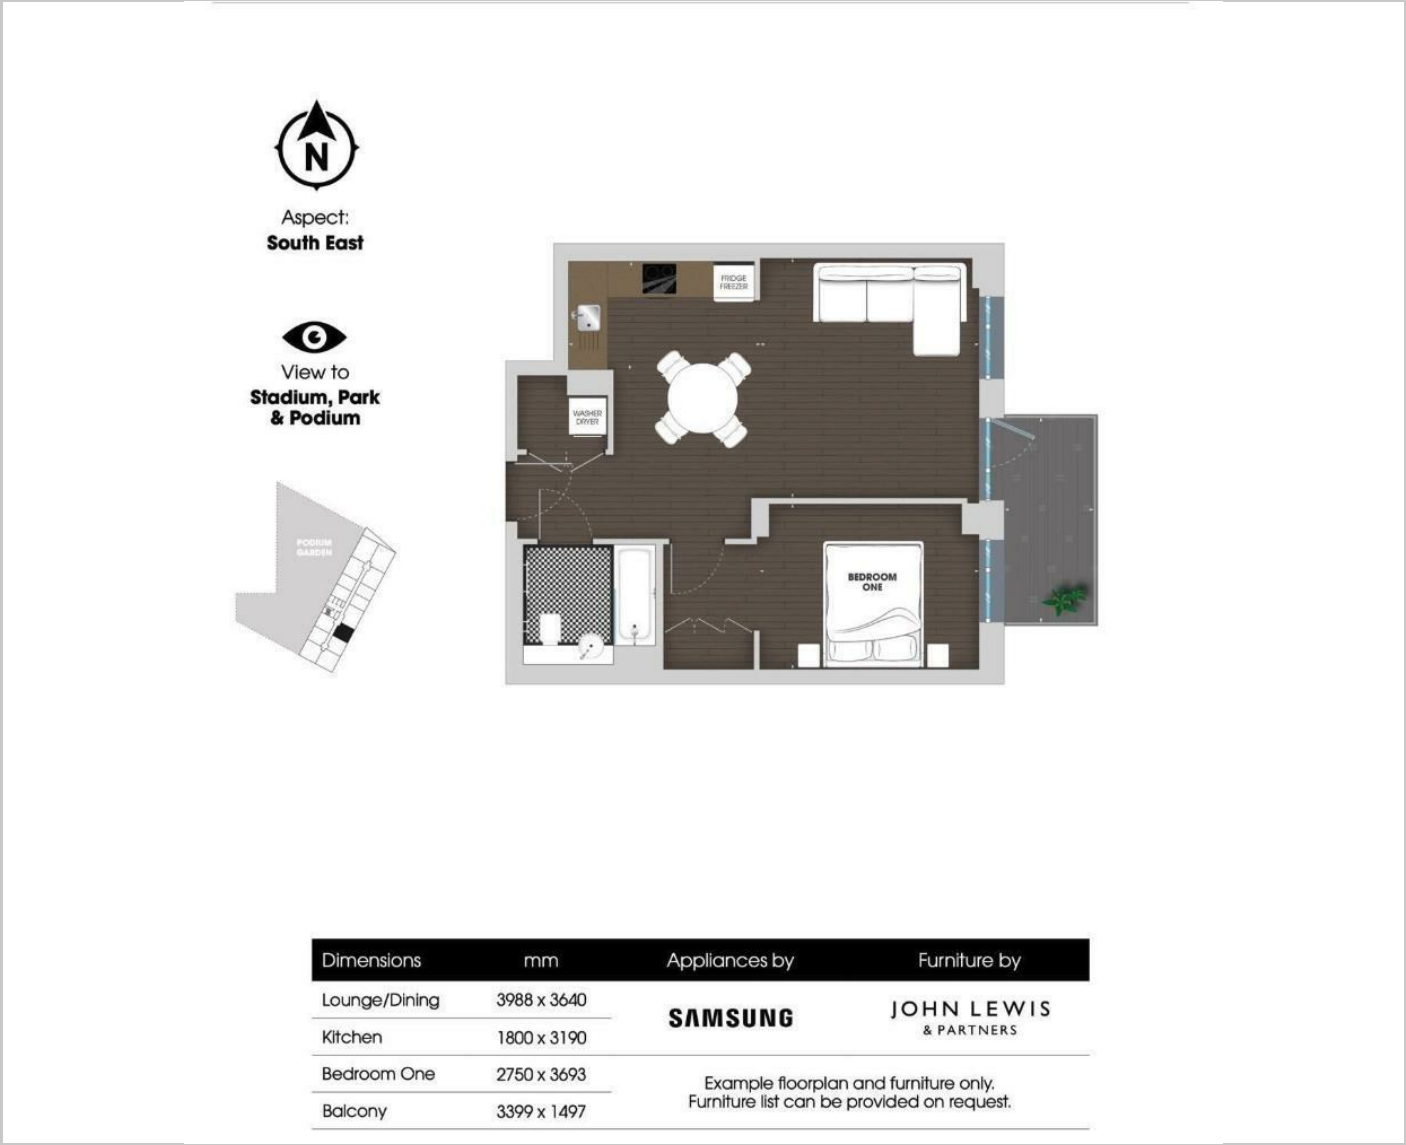 N
Aspect:
South East
View to
Stadium, Park
& Podium
PODIUM
GARDEN
FRIDGE
FREEZER
WASHER
DRYER
BEDROOM
ONE
Dimensions mm Appliances by Furniture by
Lounge/Dining 3988 x 3640
SAMSUNG
JOHN LEWIS
& PARTNERS
Kitchen 1800 x 3190
Bedroom One 2750 x 3693
Example floorplan and furniture only.
Furniture list can be provided on request.
Balcony 3399 x 1497